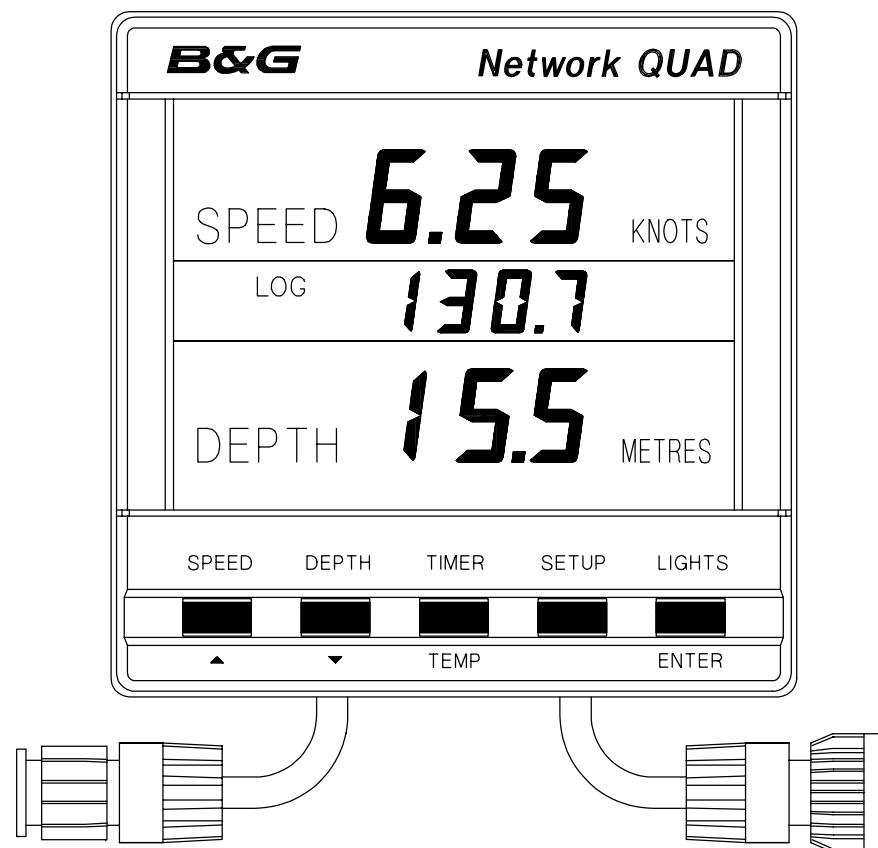 B&G Network QUAD
SPEED 6.25 KNOTS
LOG 130.7
DEPTH 15.5 METRES
SPEED DEPTH TIMER SETUP LIGHTS
▲ ▼ TEMP ENTER